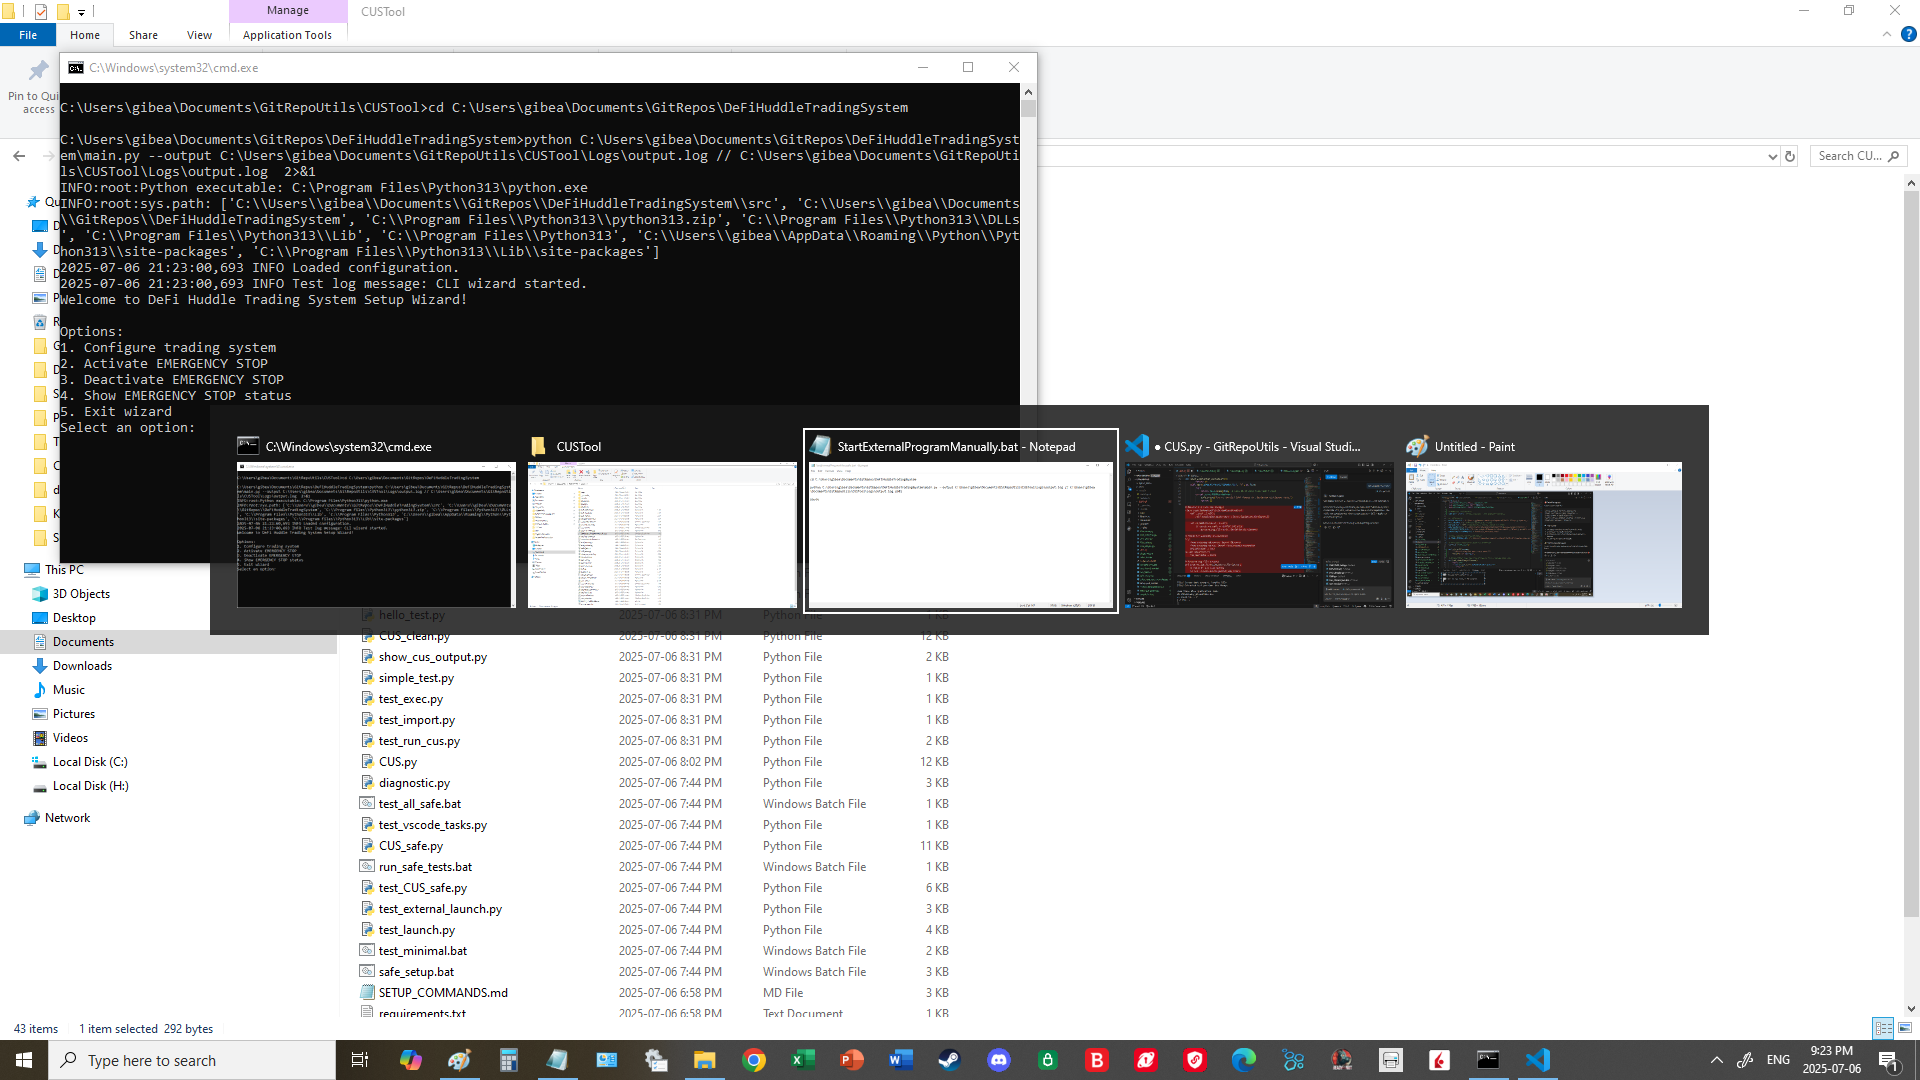 Manage
CUSTool
File
Home
Share
View
Application Tools
Pin to Qui
access
C:\Windows\system32\cmd.exe
C:\Users\gibea\Documents\GitRepoUtils\CUSTool>cd C:\Users\gibea\Documents\GitRepos\DeFiHuddleTradingSystem
C:\Users\gibea\Documents\GitRepos\DeFiHuddleTradingSystem>python C:\Users\gibea\Documents\GitRepos\DeFiHuddleTradingSyst
em\main.py --output C:\Users\gibea\Documents\GitRepoUtils\CUSTool\Logs\output.log // C:\Users\gibea\Documents\GitRepoUti
ls\CUSTool\Logs\output.log  2>&1
INFO:root:Python executable: C:\Program Files\Python313\python.exe
INFO:root:sys.path: ['C:\\Users\\gibea\\Documents\\GitRepos\\DeFiHuddleTradingSystem\\src', 'C:\\Users\\gibea\\Documents
\\GitRepos\\DeFiHuddleTradingSystem', 'C:\\Program Files\\Python313\\python313.zip', 'C:\\Program Files\\Python313\\DLLs
', 'C:\\Program Files\\Python313\\Lib', 'C:\\Program Files\\Python313', 'C:\\Users\\gibea\\AppData\\Roaming\\Python\\Pyt
hon313\\site-packages', 'C:\\Program Files\\Python313\\Lib\\site-packages']
2025-07-06 21:23:00,693 INFO Loaded configuration.
2025-07-06 21:23:00,693 INFO Test log message: CLI wizard started.
Welcome to DeFi Huddle Trading System Setup Wizard!
Options:
1. Configure trading system
2. Activate EMERGENCY STOP
3. Deactivate EMERGENCY STOP
4. Show EMERGENCY STOP status
5. Exit wizard
Select an option:
Search CU...
C:\Windows\system32\cmd.exe
CUSTool
StartExternalProgramManually.bat - Notepad
● CUS.py - GitRepoUtils - Visual Studi...
Untitled - Paint
This PC
3D Objects
Desktop
Documents
Downloads
Music
Pictures
Videos
Local Disk (C:)
Local Disk (H:)
Network
hello_test.py
CUS_clean.py 2025-07-06 8:31 PM Python File 12 KB
show_cus_output.py 2025-07-06 8:31 PM Python File 2 KB
simple_test.py 2025-07-06 8:31 PM Python File 1 KB
test_exec.py 2025-07-06 8:31 PM Python File 1 KB
test_import.py 2025-07-06 8:31 PM Python File 1 KB
test_run_cus.py 2025-07-06 8:31 PM Python File 2 KB
CUS.py 2025-07-06 8:02 PM Python File 12 KB
diagnostic.py 2025-07-06 7:44 PM Python File 3 KB
test_all_safe.bat 2025-07-06 7:44 PM Windows Batch File 1 KB
test_vscode_tasks.py 2025-07-06 7:44 PM Python File 1 KB
CUS_safe.py 2025-07-06 7:44 PM Python File 11 KB
run_safe_tests.bat 2025-07-06 7:44 PM Windows Batch File 1 KB
test_CUS_safe.py 2025-07-06 7:44 PM Python File 6 KB
test_external_launch.py 2025-07-06 7:44 PM Python File 3 KB
test_launch.py 2025-07-06 7:44 PM Python File 4 KB
test_minimal.bat 2025-07-06 7:44 PM Windows Batch File 2 KB
safe_setup.bat 2025-07-06 7:44 PM Windows Batch File 3 KB
SETUP_COMMANDS.md 2025-07-06 6:58 PM MD File 3 KB
requirements.txt 2025-07-06 6:58 PM Text Document 1 KB
43 items
1 item selected 292 bytes
Type here to search
ENG
9:23 PM
2025-07-06
1